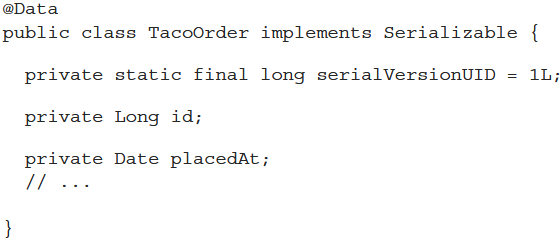 @Data
public class TacoOrder implements Serializable {
private static final long serialVersionUID = 1L;
private Long id;
private Date placedAt;
// ...
}